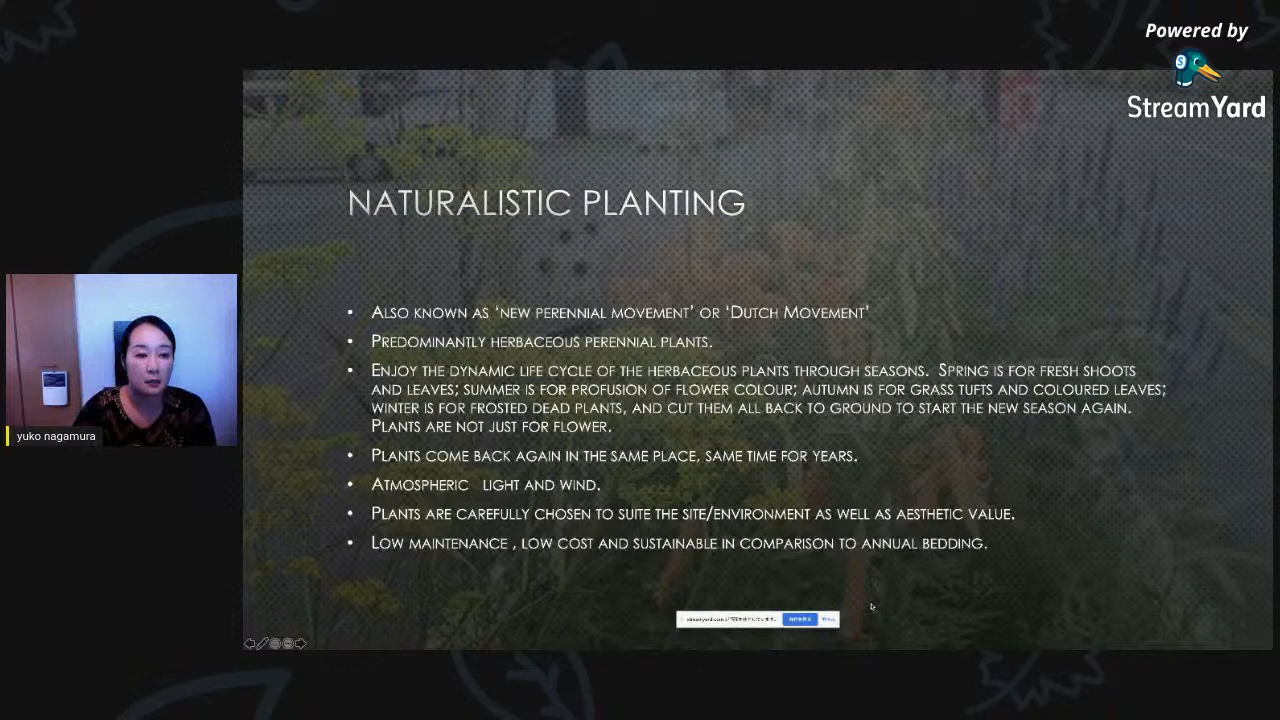 Powered by
StreamYard
NATURALISTIC PLANTING
• ALSO KNOWN AS ‘NEW PERENNIAL MOVEMENT’ OR ‘DUTCH MOVEMENT’
• PREDOMINANTLY HERBACEOUS PERENNIAL PLANTS.
• ENJOY THE DYNAMIC LIFE CYCLE OF THE HERBACEOUS PLANTS THROUGH SEASONS. SPRING IS FOR FRESH SHOOTS
AND LEAVES; SUMMER IS FOR PROFUSION OF FLOWER COLOUR; AUTUMN IS FOR GRASS TUFTS AND COLOURED LEAVES;
WINTER IS FOR FROSTED DEAD PLANTS, AND CUT THEM ALL BACK TO GROUND TO START THE NEW SEASON AGAIN.
PLANTS ARE NOT JUST FOR FLOWER.
• PLANTS COME BACK AGAIN IN THE SAME PLACE, SAME TIME FOR YEARS.
• ATMOSPHERIC LIGHT AND WIND.
• PLANTS ARE CAREFULLY CHOSEN TO SUITE THE SITE/ENVIRONMENT AS WELL AS AESTHETIC VALUE.
• LOW MAINTENANCE , LOW COST AND SUSTAINABLE IN COMPARISON TO ANNUAL BEDDING.
yuko nagamura